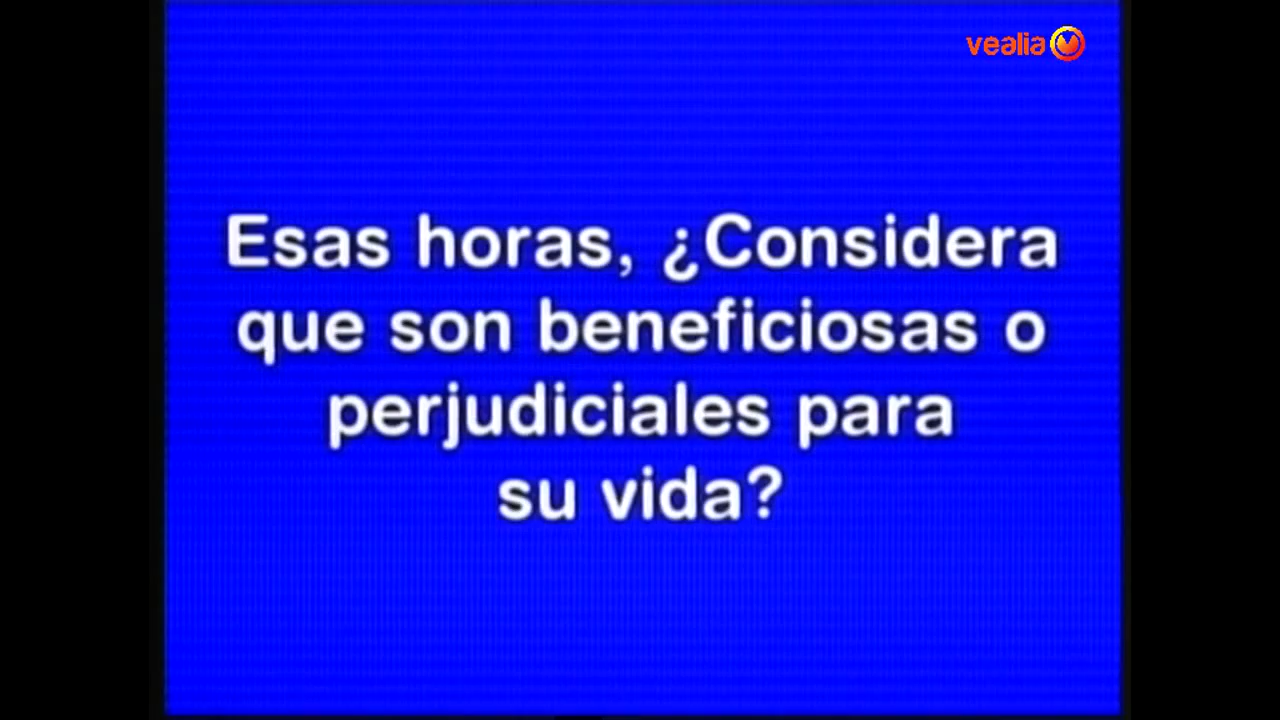 vealia
Esas horas, ¿Considera
que son beneficiosas o
perjudiciales para
su vida?